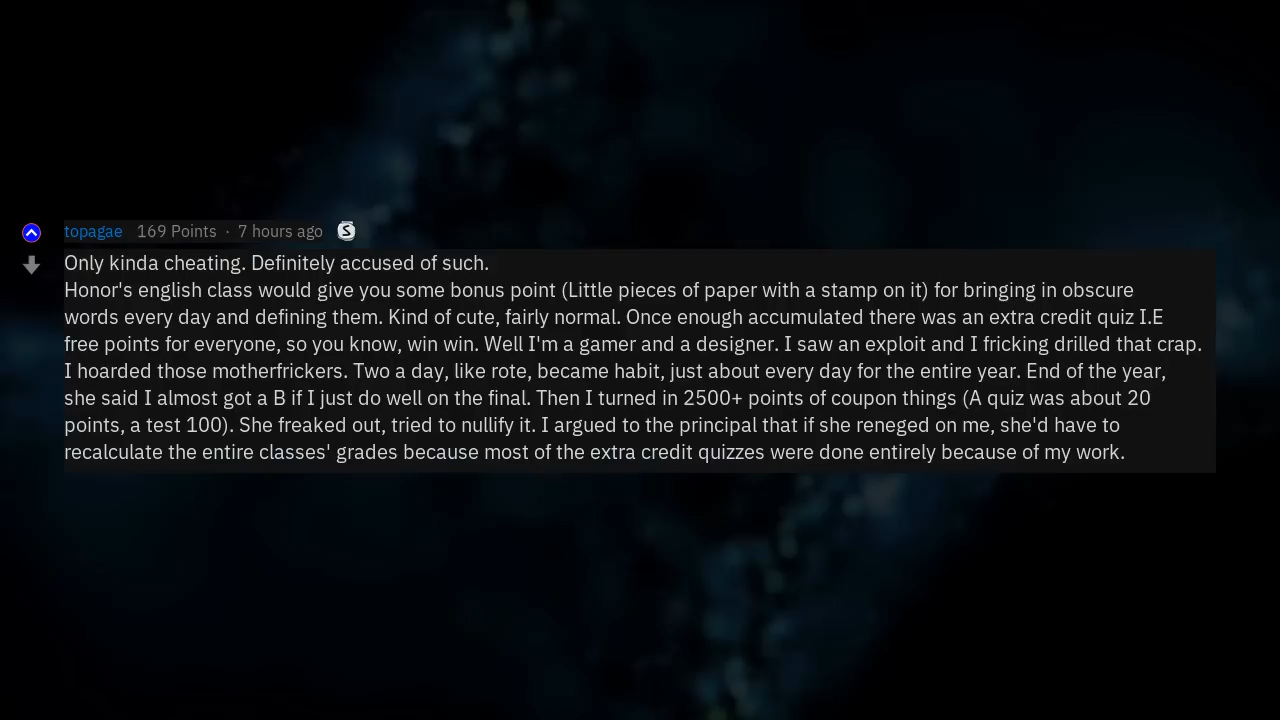 topagae 169 Points · 7 hours ago S
Only kinda cheating. Definitely accused of such.
Honor's english class would give you some bonus point (Little pieces of paper with a stamp on it) for bringing in obscure
words every day and defining them. Kind of cute, fairly normal. Once enough accumulated there was an extra credit quiz I.E
free points for everyone, so you know, win win. Well I'm a gamer and a designer. I saw an exploit and I fricking drilled that crap.
I hoarded those motherfrickers. Two a day, like rote, became habit, just about every day for the entire year. End of the year,
she said I almost got a B if I just do well on the final. Then I turned in 2500+ points of coupon things (A quiz was about 20
points, a test 100). She freaked out, tried to nullify it. I argued to the principal that if she reneged on me, she'd have to
recalculate the entire classes' grades because most of the extra credit quizzes were done entirely because of my work.